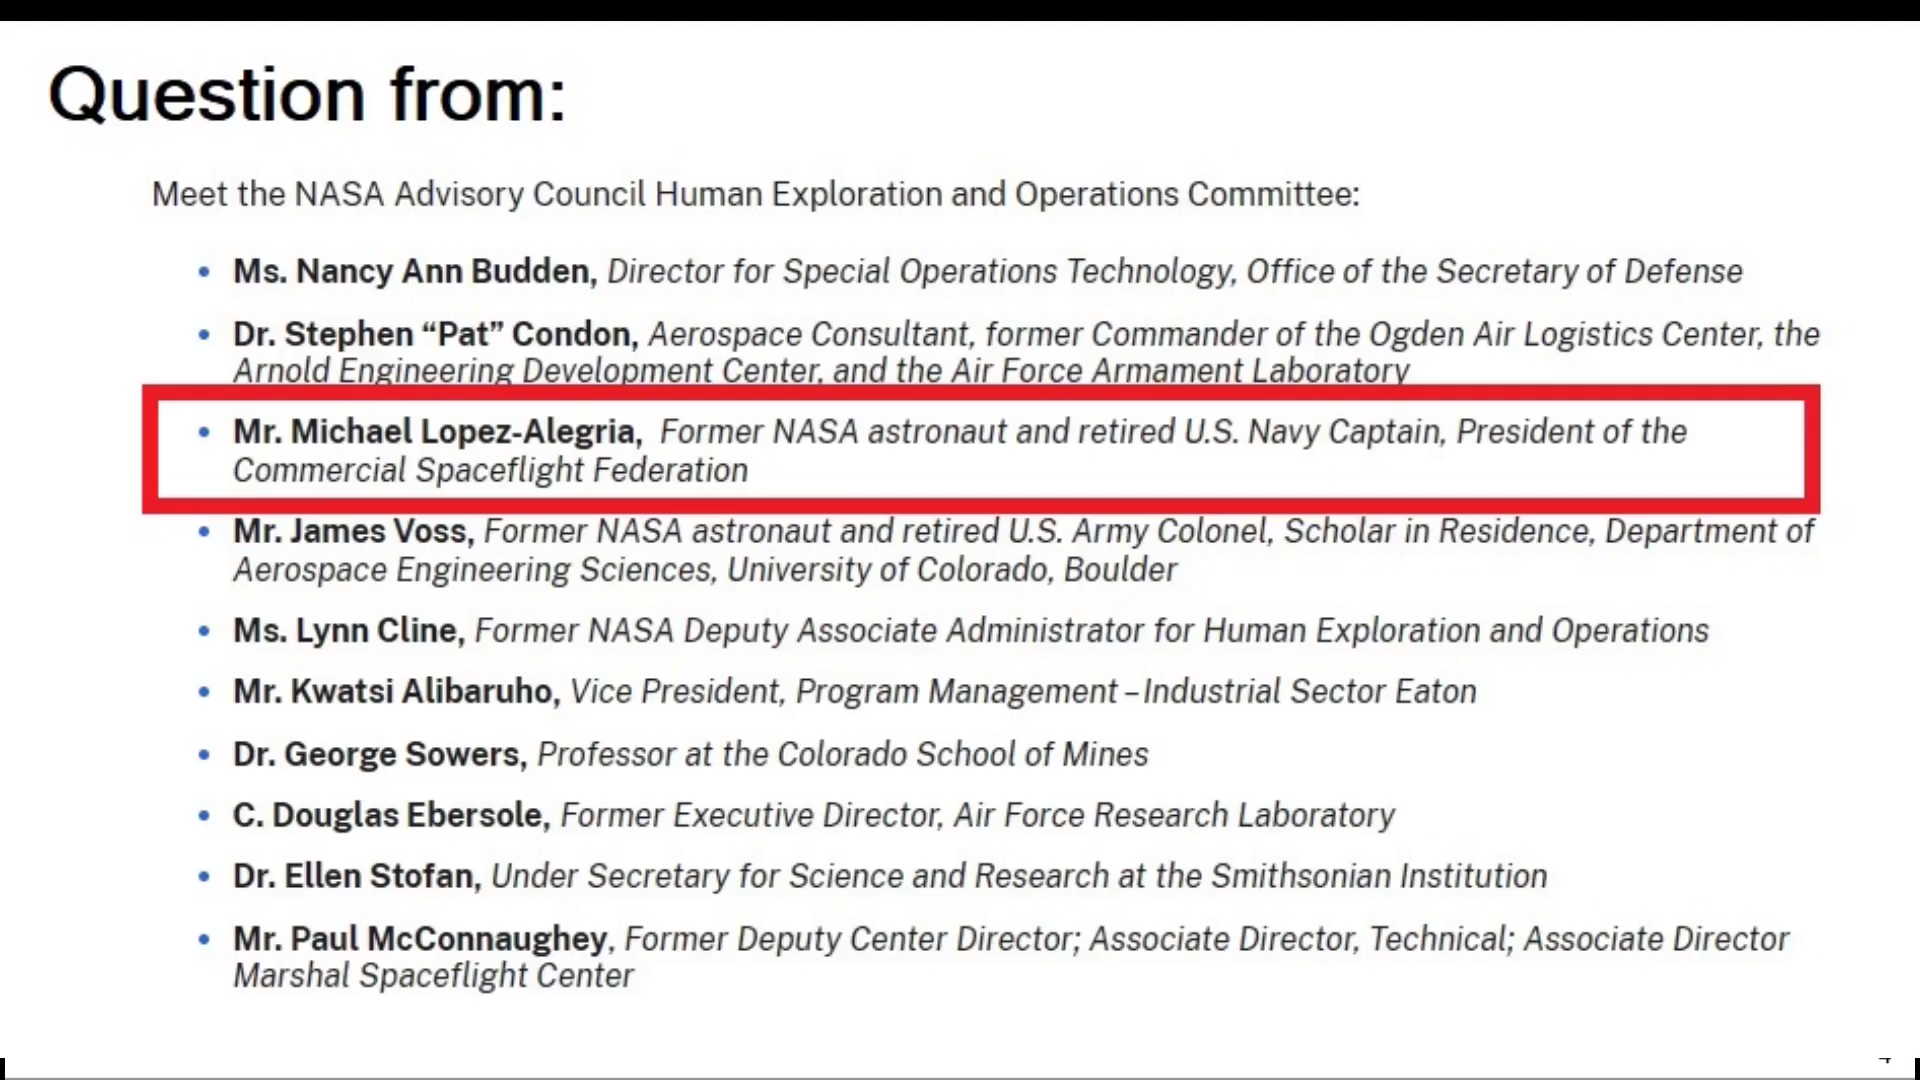 Question from:
Meet the NASA Advisory Council Human Exploration and Operations Committee:
• Ms. Nancy Ann Budden, Director for Special Operations Technology, Office of the Secretary of Defense
• Dr. Stephen “Pat” Condon, Aerospace Consultant, former Commander of the Ogden Air Logistics Center, the
Arnold Engineering Development Center, and the Air Force Armament Laboratory
• Mr. Michael Lopez-Alegria, Former NASA astronaut and retired U.S. Navy Captain, President of the
Commercial Spaceflight Federation
• Mr. James Voss, Former NASA astronaut and retired U.S. Army Colonel, Scholar in Residence, Department of
Aerospace Engineering Sciences, University of Colorado, Boulder
• Ms. Lynn Cline, Former NASA Deputy Associate Administrator for Human Exploration and Operations
• Mr. Kwatsi Alibaruho, Vice President, Program Management – Industrial Sector Eaton
• Dr. George Sowers, Professor at the Colorado School of Mines
• C. Douglas Ebersole, Former Executive Director, Air Force Research Laboratory
• Dr. Ellen Stofan, Under Secretary for Science and Research at the Smithsonian Institution
• Mr. Paul McConnaughey, Former Deputy Center Director; Associate Director, Technical; Associate Director
Marshal Spaceflight Center